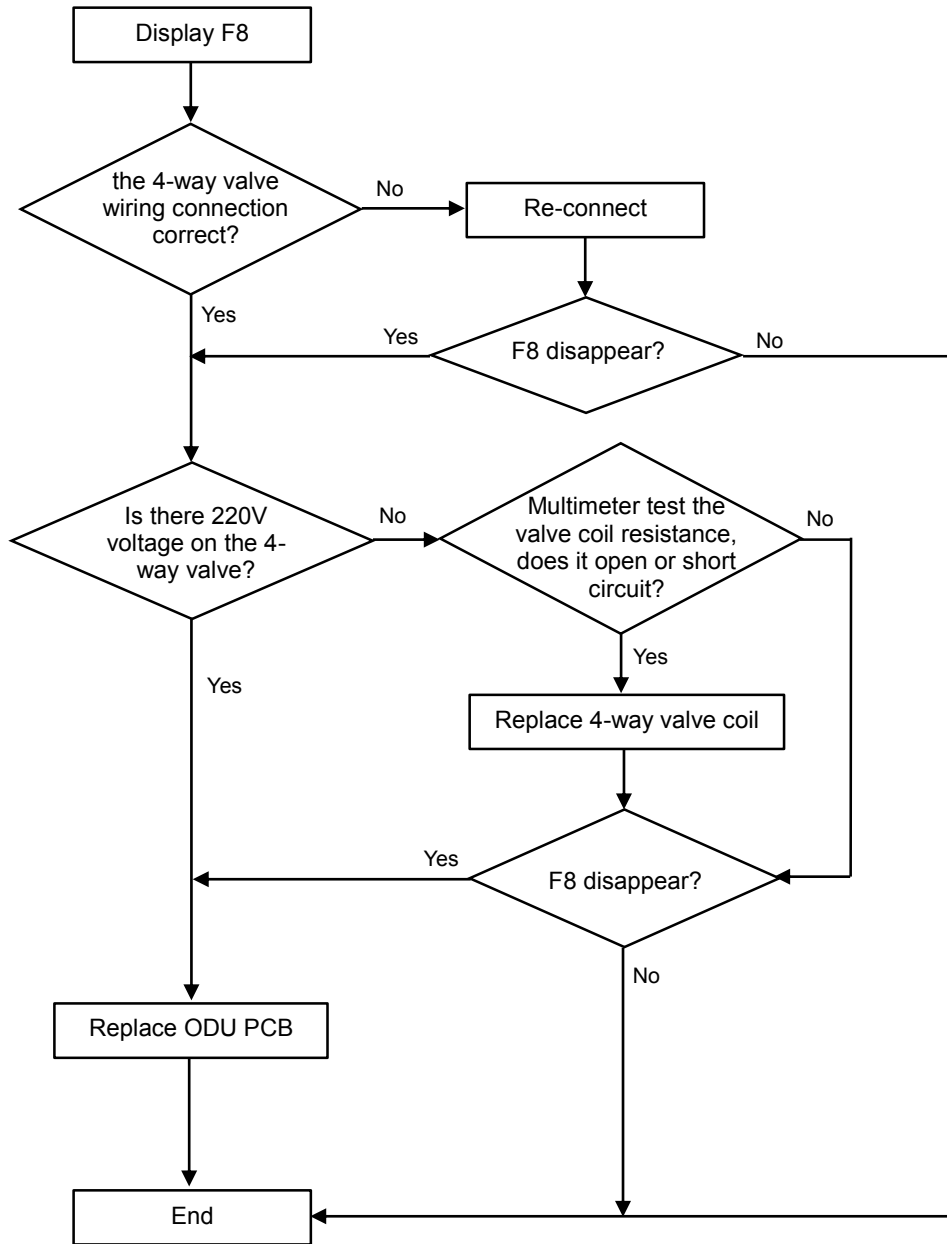 Display F8
the 4-way valve
wiring connection
correct?
No
Re-connect
Yes
Yes
F8 disappear?
No
Is there 220V
voltage on the 4-
way valve?
No
Multimeter test the
valve coil resistance,
does it open or short
circuit?
No
Yes
Yes
Replace 4-way valve coil
Yes
F8 disappear?
No
Replace ODU PCB
End